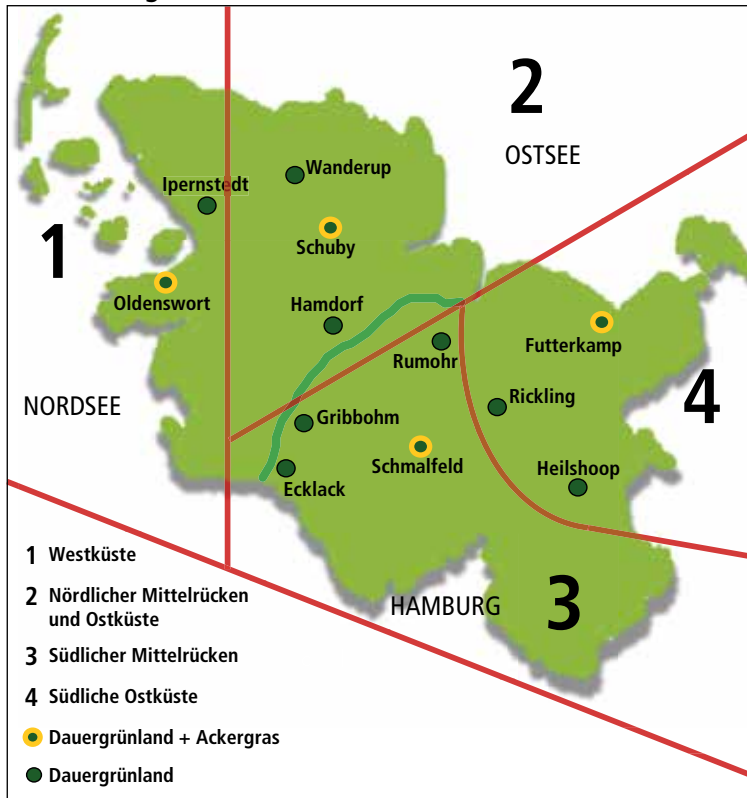 2
OSTSEE
Wanderup
Ipernstedt
1
Schuby
Oldenswort
Hamdorf
Rumohr
Futterkamp
NORDSEE
Rickling
4
Gribbohm
Schmalfeld
Heilshoop
Ecklack
1 Westküste
2 Nördlicher Mittelrücken
und Ostküste
HAMBURG
3
3 Südlicher Mittelrücken
4 Südliche Ostküste
Dauergrünland + Ackergras
Dauergrünland